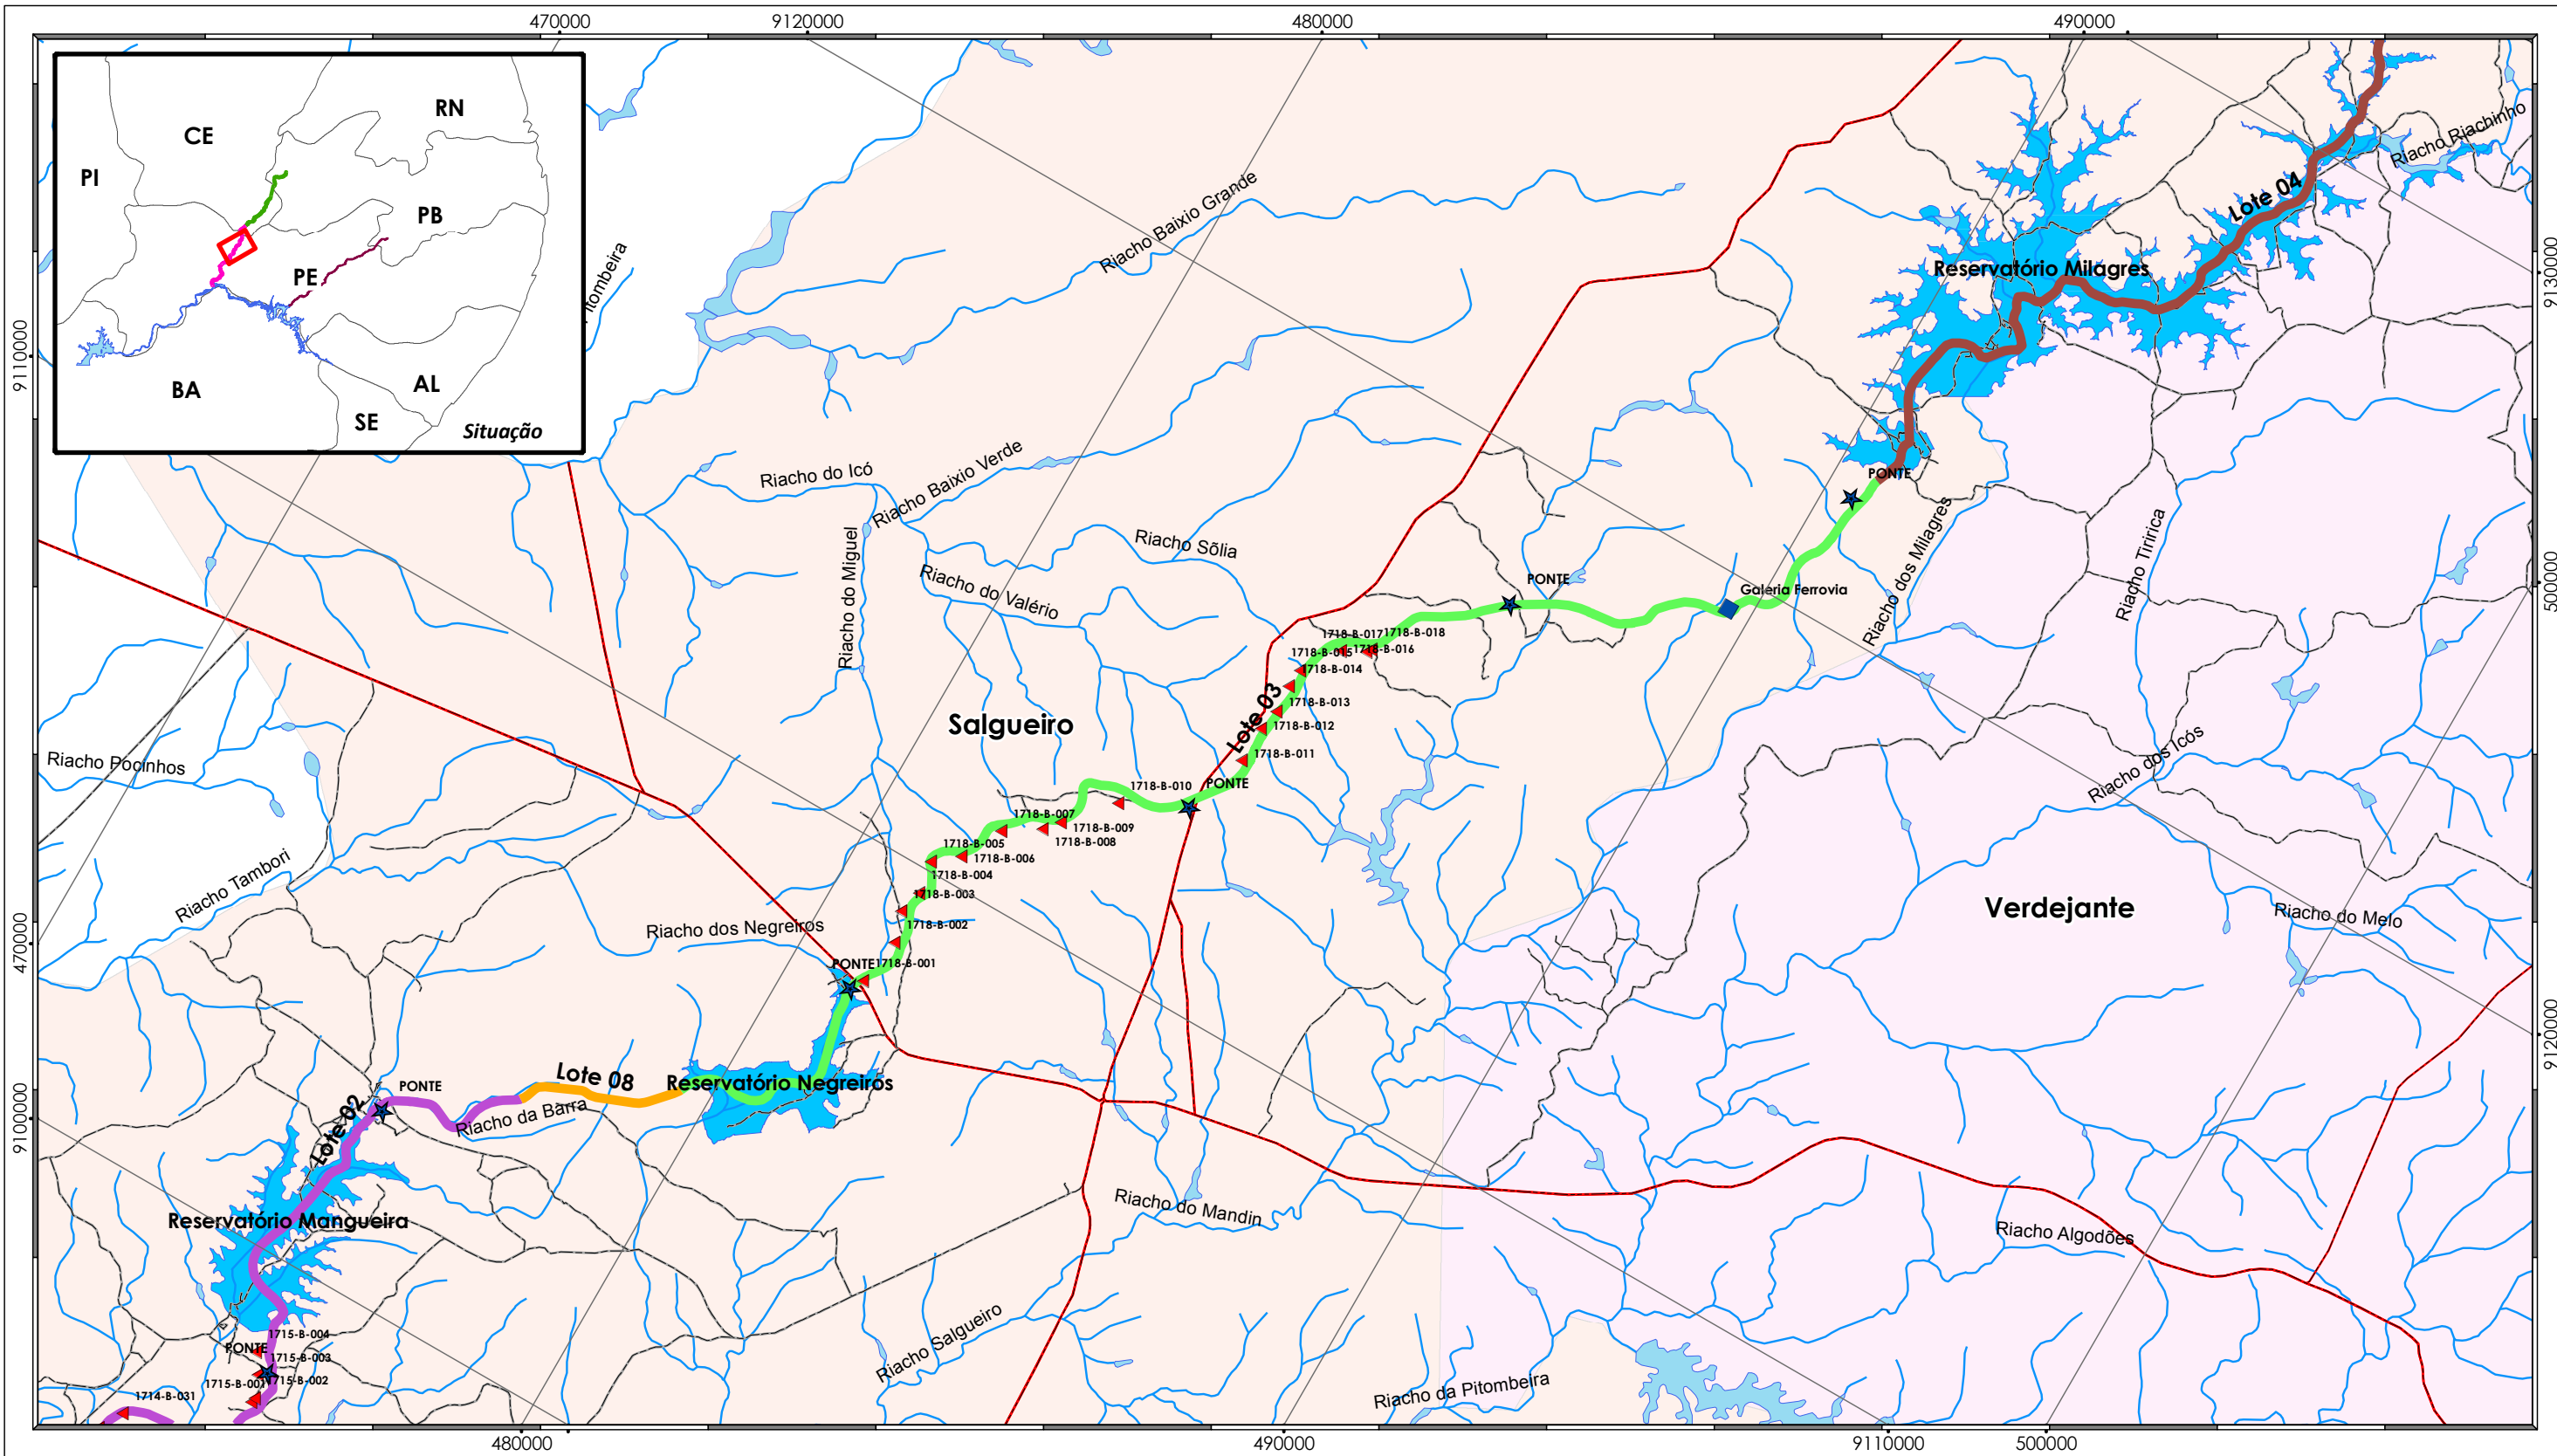 470000
9120000
480000
490000
CE
RN
PI
PB
PE
BA
AL
SE
Situação
Riacho Riachinho
Lote 04
Riacho Baixio Grande
Reservatório Milagres
Pitombeira
9130000
9110000
Riacho do Icó
Riacho Baixio Verde
PONTE
Riacho do Miguel
Riacho Sõlia
Riacho dos Milagres
Riacho Tiririca
Riacho do Valério
PONTE
Galeria Ferrovia
500000
1718-B-017
1718-B-018
1718-B-015
1718-B-016
1718-B-014
Lote 03
1718-B-013
Salgueiro
1718-B-012
1718-B-011
Riacho Pocinhos
Riacho dos Icós
1718-B-010
PONTE
1718-B-007
1718-B-009
1718-B-008
1718-B-005
1718-B-006
1718-B-004
Riacho Tambori
1718-B-003
Verdejante
Riacho do Melo
Riacho dos Negreiros
1718-B-002
470000
PONTE
1718-B-001
9120000
Lote 08
Reservatório Negreiros
PONTE
Lote 02
Riacho da Barra
9100000
Riacho do Mandin
Reservatório Mangueira
Riacho Algodões
Riacho Salgueiro
1715-B-004
PONTE
1715-B-003
1715-B-001
1715-B-002
1714-B-031
Riacho da Pitombeira
480000
490000
9110000
500000